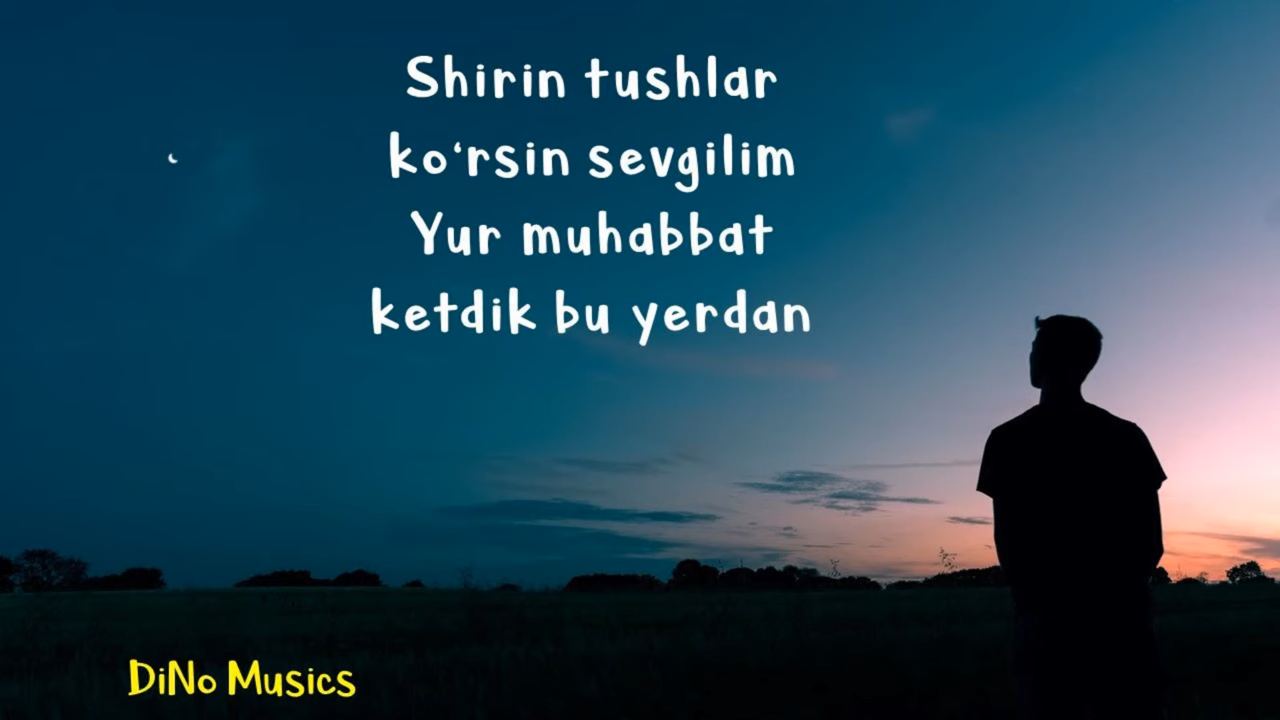 Shirin tushlar
ko‘rsin sevgilim
Yur muhabbat
ketdik bu yerdan
DiNo Musics